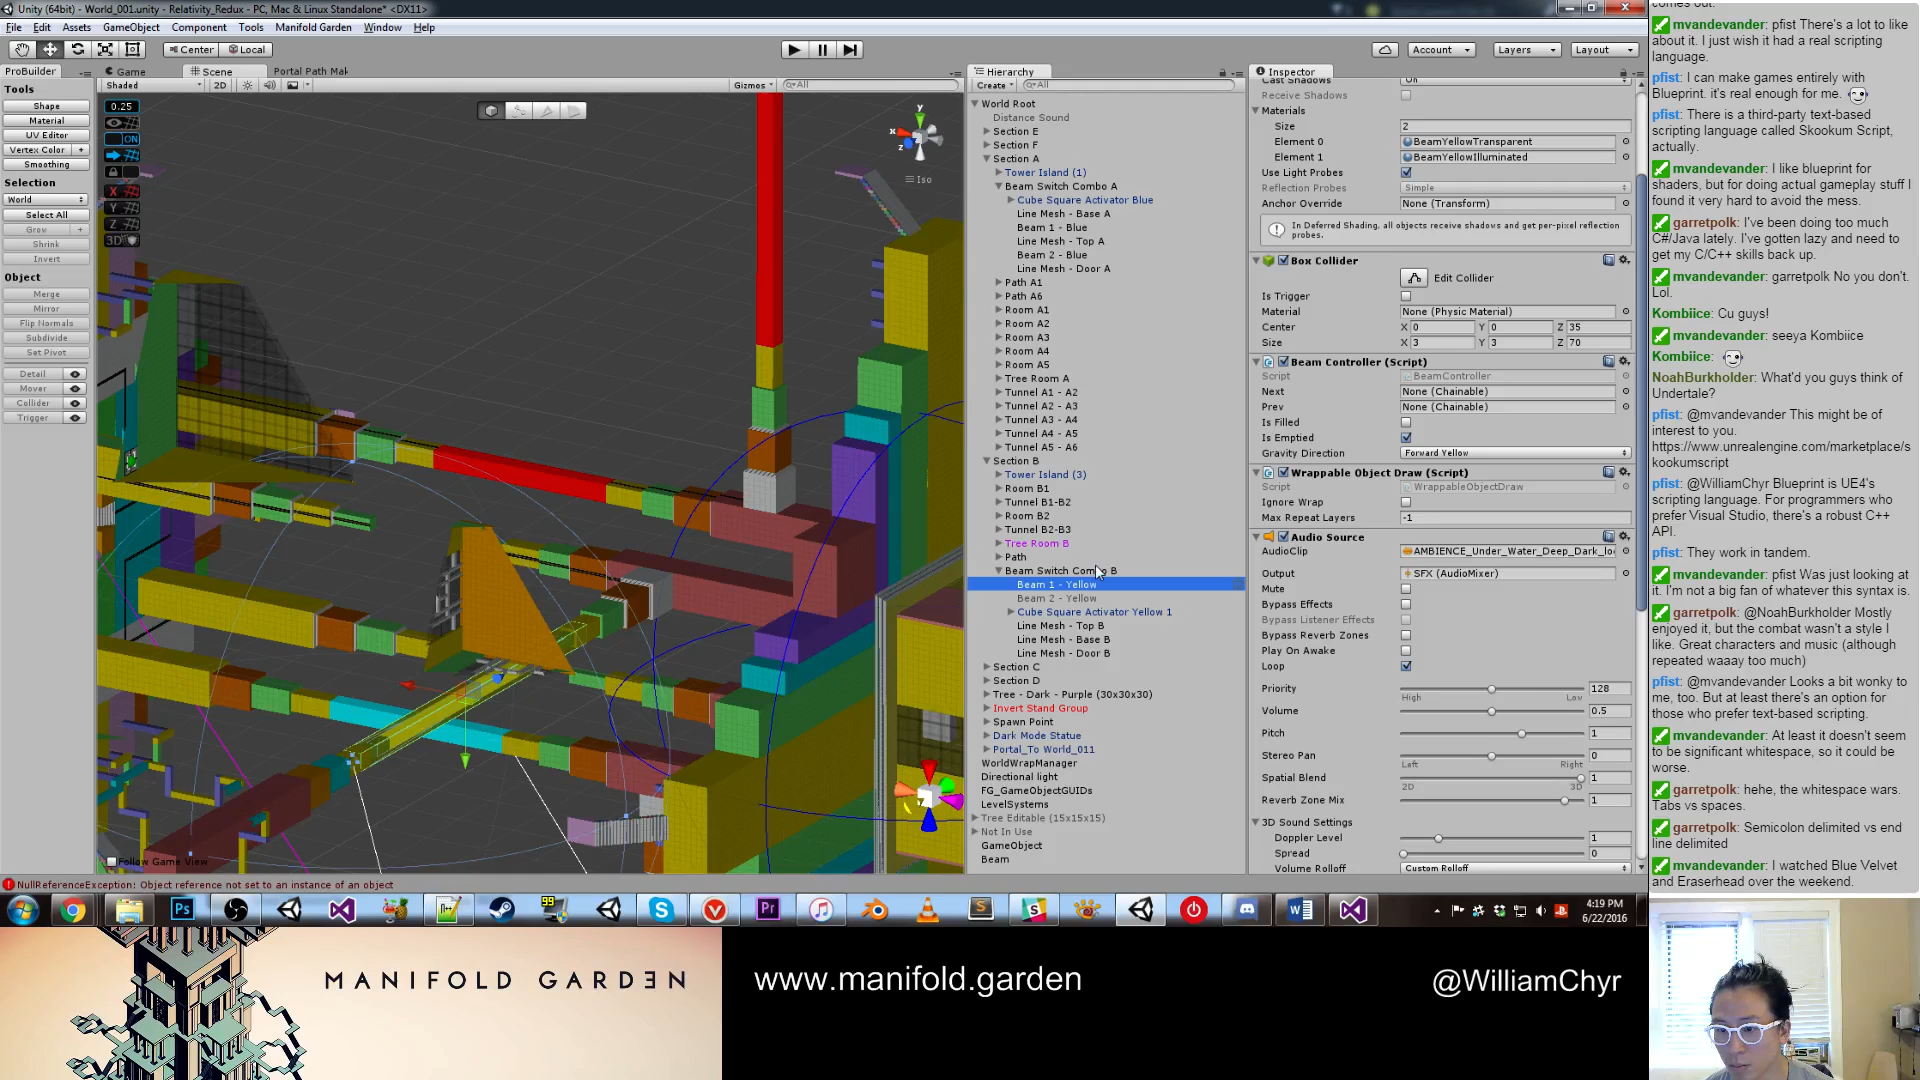 Unity (64bit) - World_001.unity - Relativity_Redux - PC, Mac & Linux Standalone* <DX11>
File Edit Assets GameObject Component Tools Manifold Garden Window Help
Center Local
Account Layers Layout
ProBuilder
Game Scene Portal Path Mak
Shaded 2D Gizmos All
Tools
Shape
Material
UV Editor
Vertex Color +
Smoothing
Selection
World
Select All
Grow +
Shrink
Invert
Object
Merge
Mirror
Flip Normals
Subdivide
Set Pivot
Detail
Mover
Collider
Trigger
0.25
ON
X
Y
Z
3D
y
x
z
Iso
Follow Game View
Hierarchy
Create All
World Root
Distance Sound
Section E
Section F
Section A
Tower Island (1)
Beam Switch Combo A
Cube Square Activator Blue
Line Mesh - Base A
Beam 1 - Blue
Line Mesh - Top A
Beam 2 - Blue
Line Mesh - Door A
Path A1
Path A6
Room A1
Room A2
Room A3
Room A4
Room A5
Tree Room A
Tunnel A1 - A2
Tunnel A2 - A3
Tunnel A3 - A4
Tunnel A4 - A5
Tunnel A5 - A6
Section B
Tower Island (3)
Room B1
Tunnel B1-B2
Room B2
Tunnel B2-B3
Tree Room B
Path
Beam Switch Combo B
Beam 1 - Yellow
Beam 2 - Yellow
Cube Square Activator Yellow 1
Line Mesh - Top B
Line Mesh - Base B
Line Mesh - Door B
Section C
Section D
Tree - Dark - Purple (30x30x30)
Invert Stand Group
Spawn Point
Dark Mode Statue
Portal_To World_011
WorldWrapManager
Directional light
FG_GameObjectGUIDs
LevelSystems
Tree Editable (15x15x15)
Not In Use
GameObject
Beam
Inspector
Cast Shadows On
Receive Shadows
Materials
Size 2
Element 0 BeamYellowTransparent
Element 1 BeamYellowIlluminated
Use Light Probes
Reflection Probes Simple
Anchor Override None (Transform)
In Deferred Shading, all objects receive shadows and get per-pixel reflection
probes.
Box Collider
Edit Collider
Is Trigger
Material None (Physic Material)
Center X 0 Y 0 Z 35
Size X 3 Y 3 Z 70
Beam Controller (Script)
Script BeamController
Next None (Chainable)
Prev None (Chainable)
Is Filled
Is Emptied
Gravity Direction Forward Yellow
Wrappable Object Draw (Script)
Script WrappableObjectDraw
Ignore Wrap
Max Repeat Layers -1
Audio Source
AudioClip AMBIENCE_Under_Water_Deep_Dark_lo
Output SFX (AudioMixer)
Mute
Bypass Effects
Bypass Listener Effects
Bypass Reverb Zones
Play On Awake
Loop
Priority 128
High Low
Volume 0.5
Pitch 1
Stereo Pan 0
Left Right
Spatial Blend 1
2D 3D
Reverb Zone Mix 1
3D Sound Settings
Doppler Level 1
Spread 0
Volume Rolloff Custom Rolloff
NullReferenceException: Object reference not set to an instance of an object
4:19 PM
6/22/2016
comes out.
mvandevander: pfist There's a lot to like
about it. I just wish it had a real scripting
language.
pfist: I can make games entirely with
Blueprint. it's real enough for me.
pfist: There is a third-party text-based
scripting language called Skookum Script,
actually.
mvandevander: I like blueprint for
shaders, but for doing actual gameplay stuff I
found it very hard to avoid the mess.
garretpolk: I've been doing too much
C#/Java lately. I've gotten lazy and need to
get my C/C++ skills back up.
mvandevander: garretpolk No you don't.
Lol.
Kombiice: Cu guys!
mvandevander: seeya Kombiice
Kombiice:
NoahBurkholder: What'd you guys think of
Undertale?
pfist: @mvandevander This might be of
interest to you.
https://www.unrealengine.com/marketplace/s
kookumscript
pfist: @WilliamChyr Blueprint is UE4's
scripting language. For programmers who
prefer Visual Studio, there's a robust C++
API.
pfist: They work in tandem.
mvandevander: pfist Was just looking at
it. I'm not a big fan of whatever this syntax is.
garretpolk: @NoahBurkholder Mostly
enjoyed it, but the combat wasn't a style I
like. Great characters and music (although
repeated waaay too much)
pfist: @mvandevander Looks a bit wonky to
me, too. But at least there's an option for
those who prefer text-based scripting.
mvandevander: At least it doesn't seem
to be significant whitespace, so it could be
worse.
garretpolk: hehe, the whitespace wars.
Tabs vs spaces.
garretpolk: Semicolon delimited vs end
line delimited
mvandevander: I watched Blue Velvet
and Eraserhead over the weekend.
MANIFOLD GARDEN
www.manifold.garden
@WilliamChyr